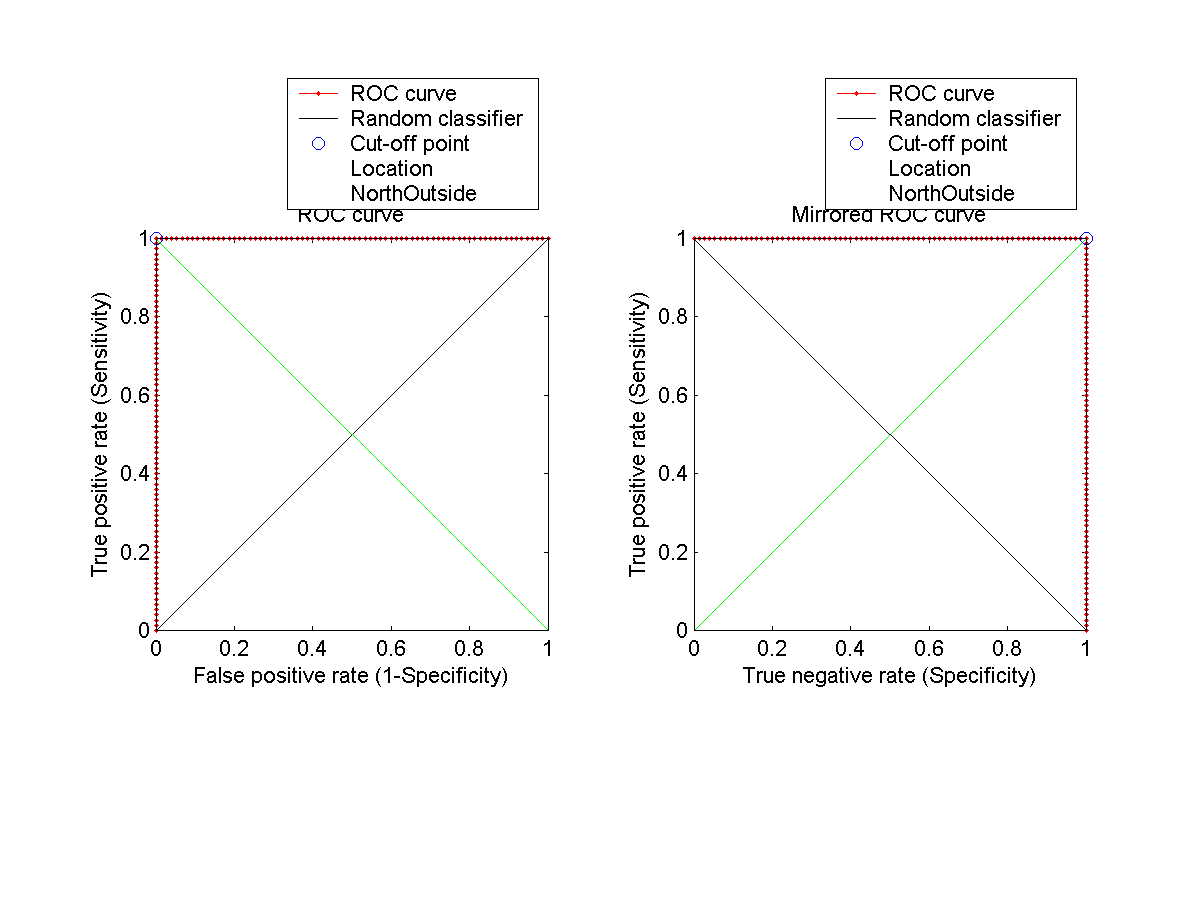 ROC curve
Random classifier
Cut-off point
Location
NorthOutside
ROC curve
1
0.8
0.6
0.4
0.2
0
True positive rate (Sensitivity)
0 0.2 0.4 0.6 0.8 1
False positive rate (1-Specificity)
ROC curve
Random classifier
Cut-off point
Location
NorthOutside
Mirrored ROC curve
1
0.8
0.6
0.4
0.2
0
True positive rate (Sensitivity)
0 0.2 0.4 0.6 0.8 1
True negative rate (Specificity)